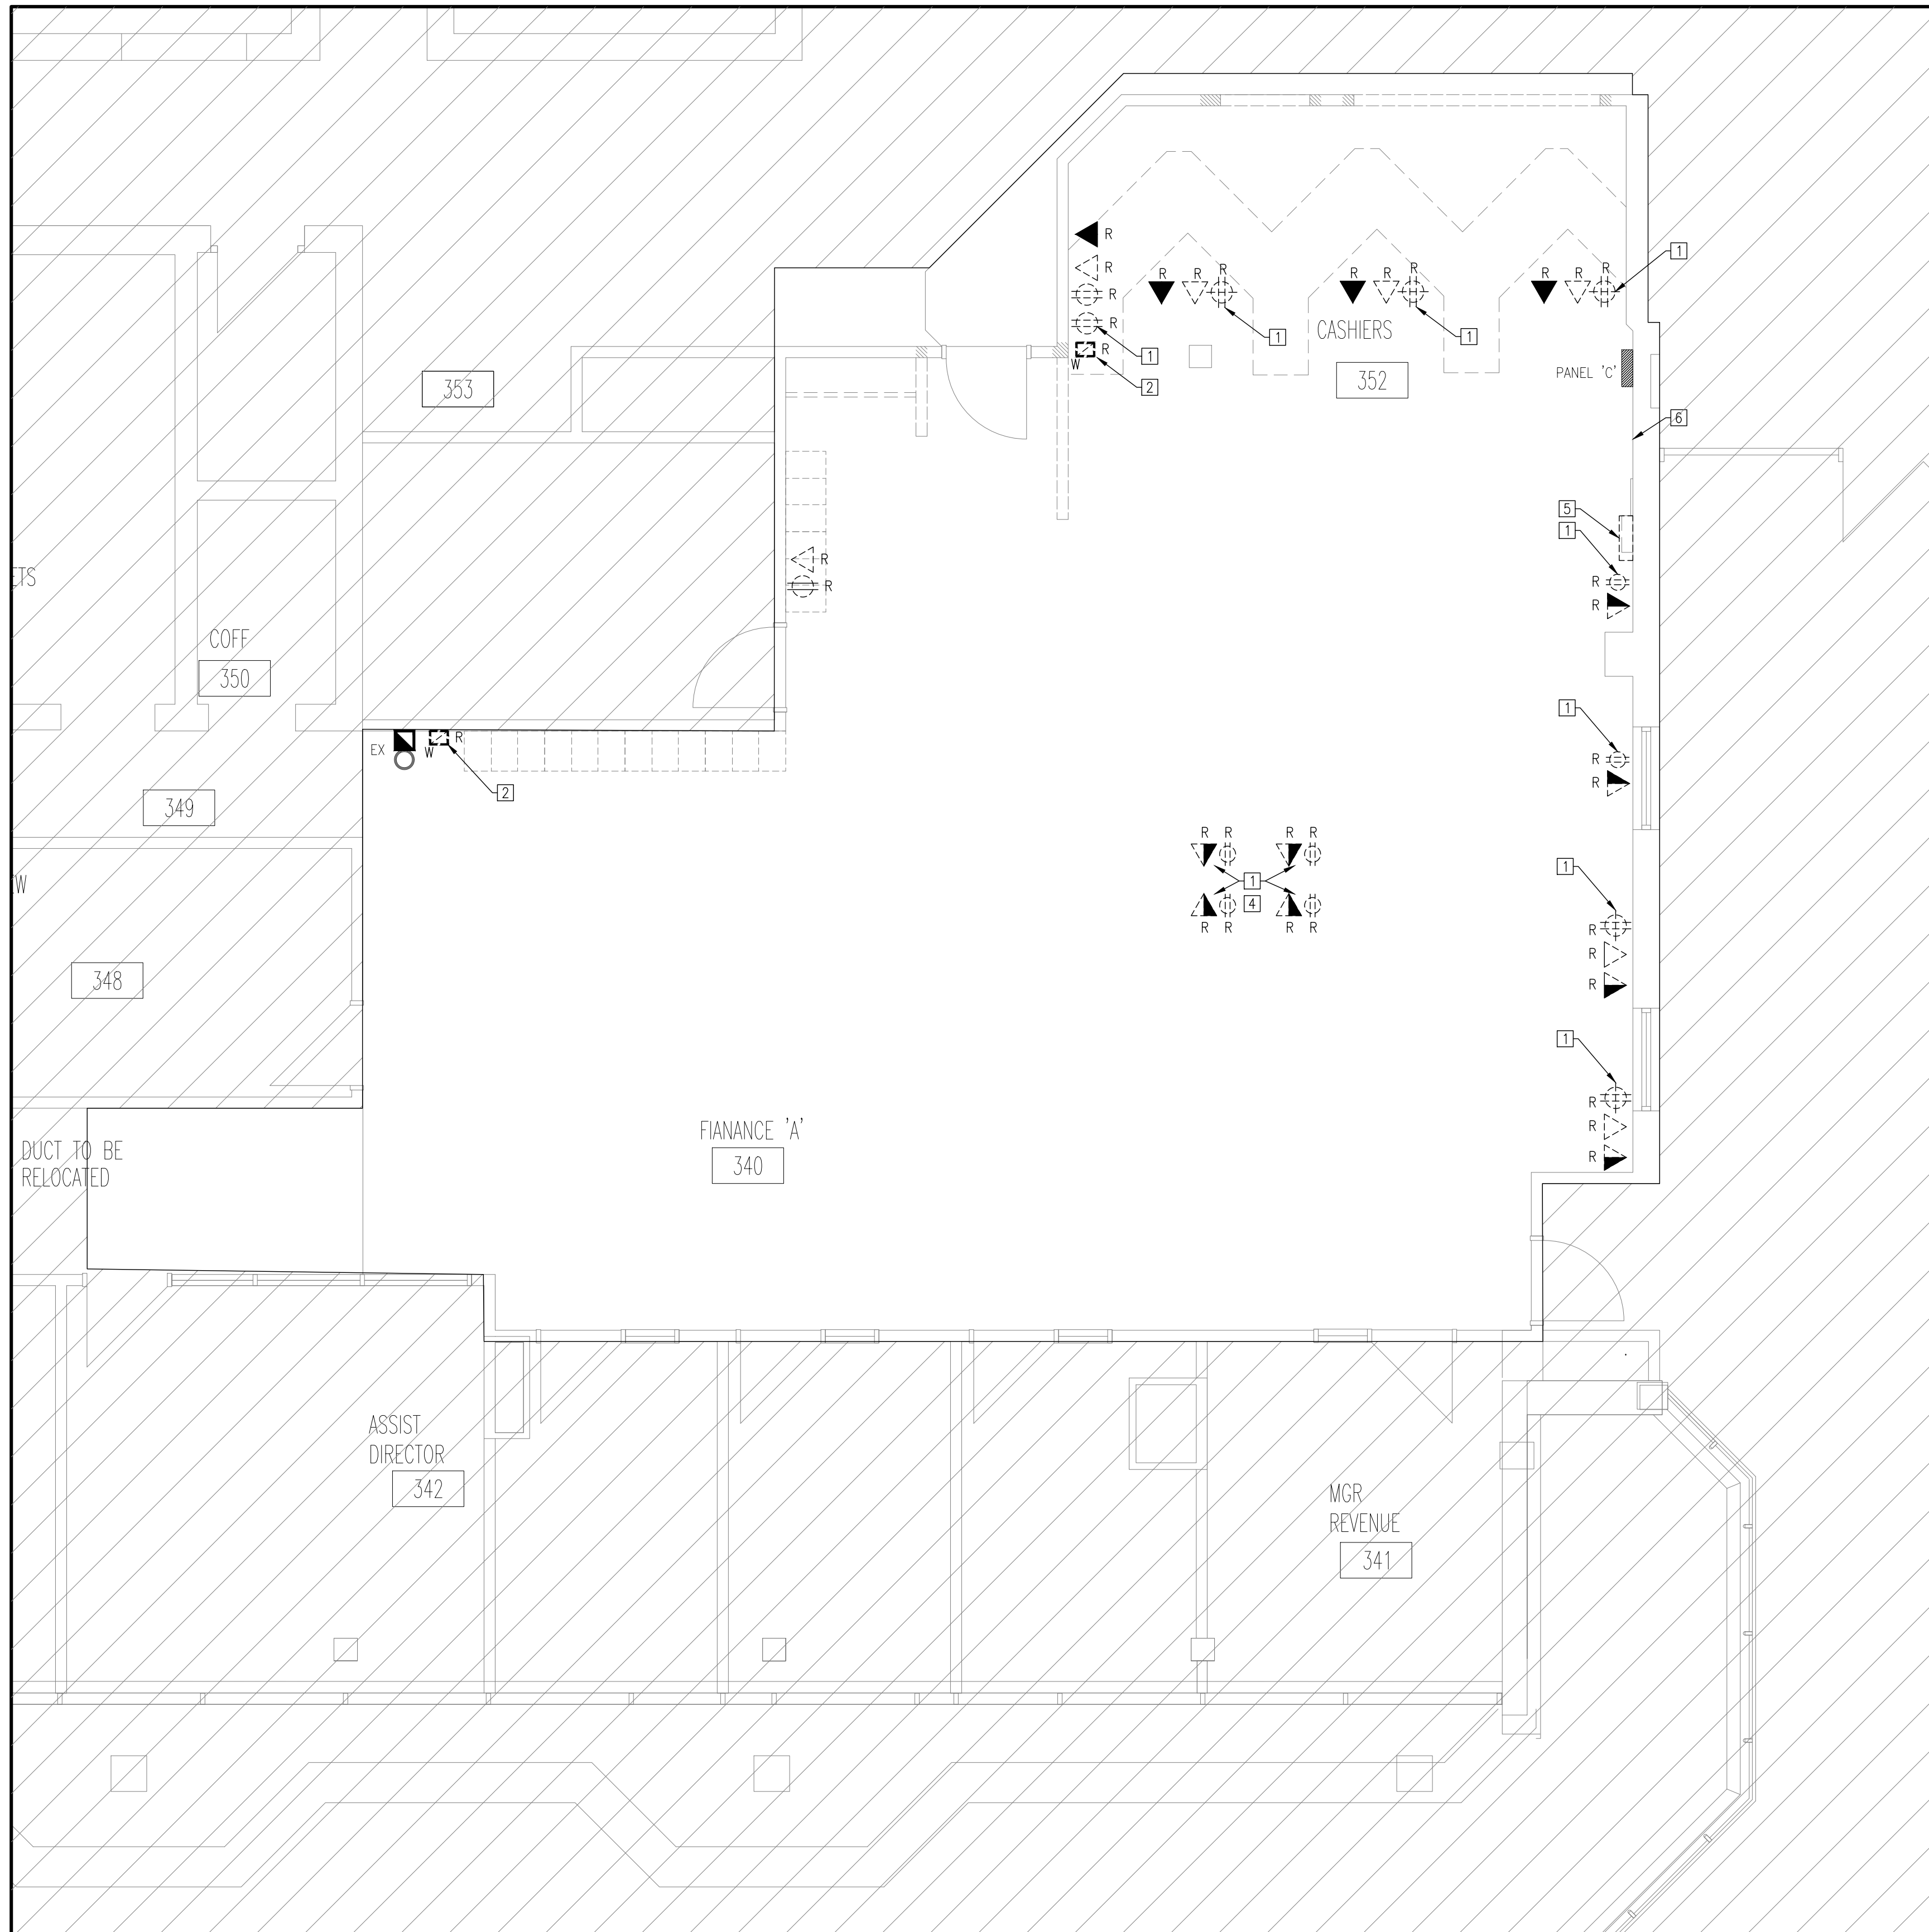 R
R
R
R
R
W
1
2
R
R
R
1
R
R
R
1
R
R
R
1
CASHIERS
352
PANEL 'C'
6
353
5
1
R
R
R
R
ETS
COFF
350
EX
W
R
2
1
R
R
349
R R R R
1
4
R R R R
1
R
R
R
W
348
1
R
R
R
FIANANCE 'A'
340
DUCT TO BE
RELOCATED
ASSIST
DIRECTOR
342
MGR
REVENUE
341